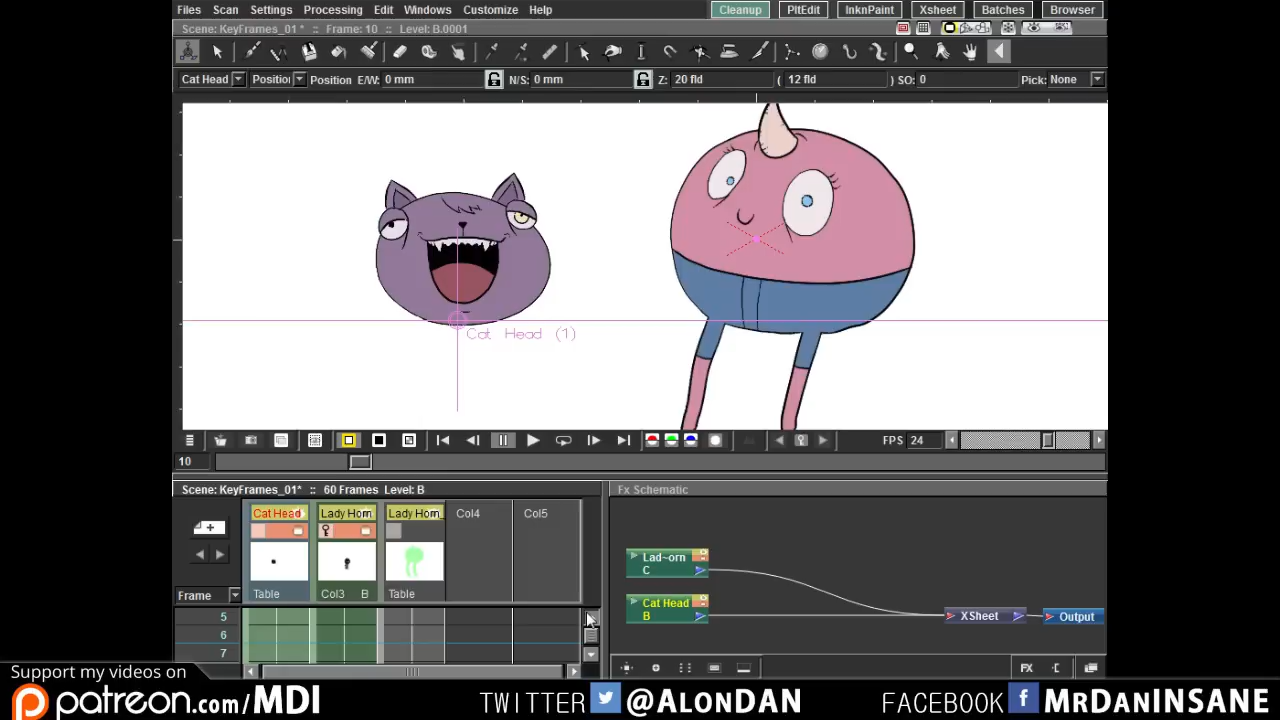 Files Scan Settings Processing Edit Windows Customize Help Cleanup PltEdit InknPaint Xsheet Batches Browser
Scene: KeyFrames_01* :: Frame: 10 :: Level: B.0001
Cat Head Position Position E/W: 0 mm N/S: 0 mm Z: 20 fld ( 12 fld ) SO: 0 Pick: None
Cat Head (1)
FPS 24
10
Scene: KeyFrames_01* :: 60 Frames Level: B
Fx Schematic
Cat Head Lady Horn Lady Horn_ Col4 Col5
Lad~orn
C
Cat Head
B
XSheet
Output
Frame Table Col3 B Table
5
6
7
FX
Support my videos on
patreon.com/MDI
TWITTER @AlonDAN
FACEBOOK MrDanINSANE